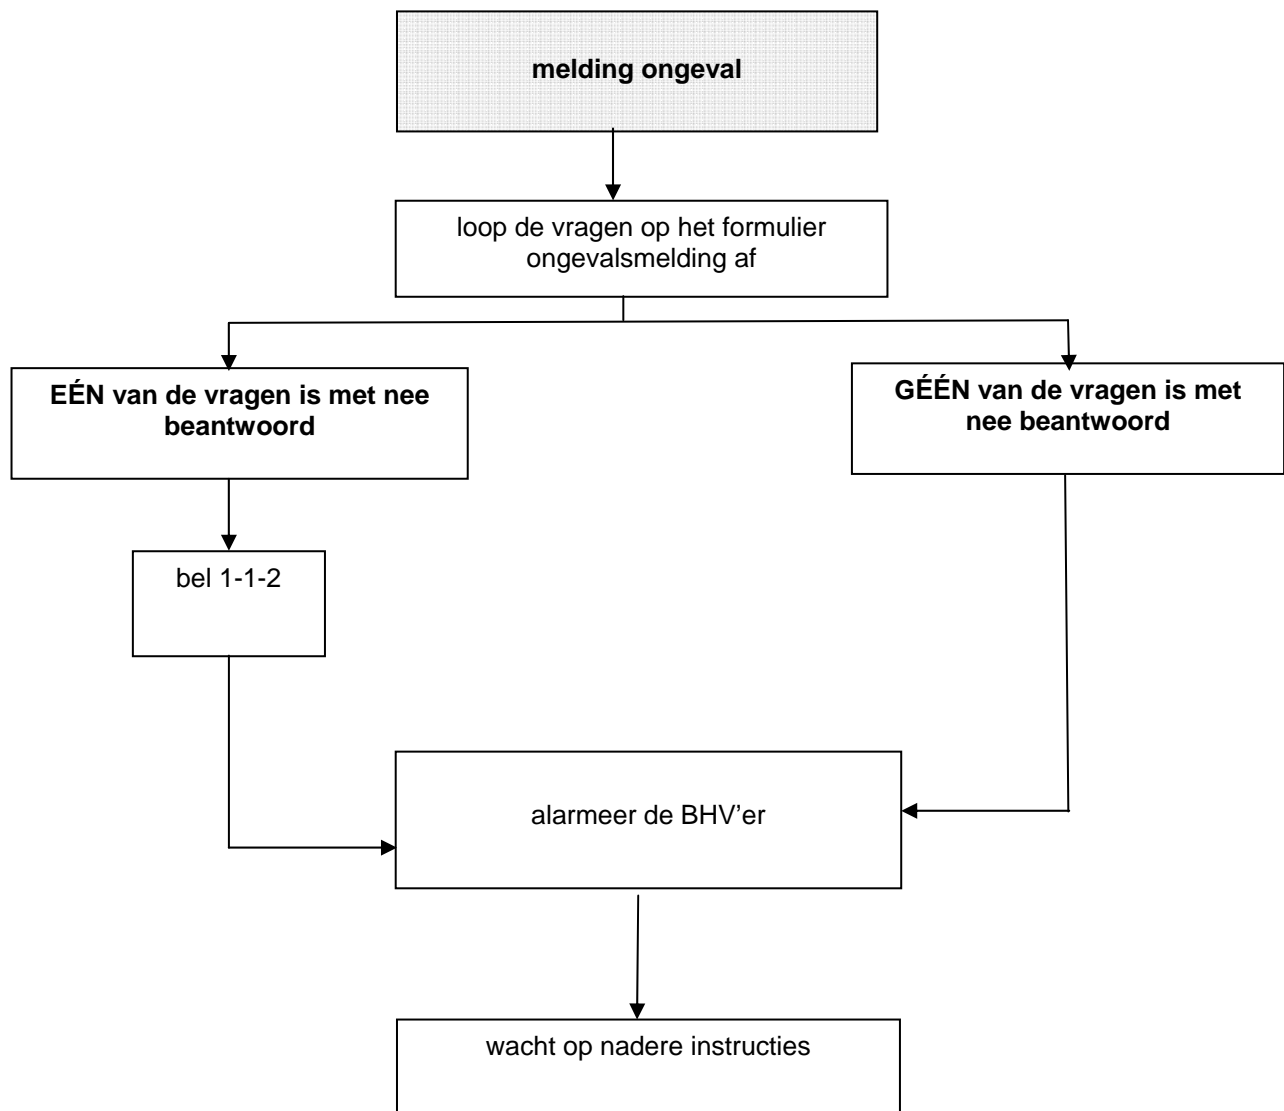 melding ongeval
loop de vragen op het formulier
ongevalsmelding af
EÉN van de vragen is met nee
beantwoord
GÉÉN van de vragen is met
nee beantwoord
bel 1-1-2
alarmeer de BHV’er
wacht op nadere instructies